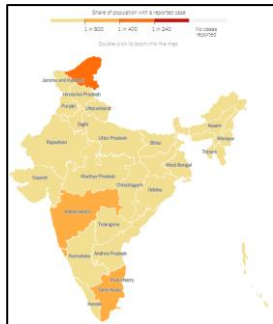 Share of population with a reported case
1 in 800 1 in 400 1 in 240 No cases reported
Double click to zoom into the map
Jammu and Kashmir
Himachal Pradesh
Punjab
Uttarakhand
Delhi
Rajasthan
Uttar Pradesh
Bihar
Assam
Manipur
Tripura
West Bengal
Gujarat
Madhya Pradesh
Chhattisgarh
Odisha
Maharashtra
Telangana
Karnataka
Andhra Pradesh
Puducherry
Tamil Nadu
Kerala